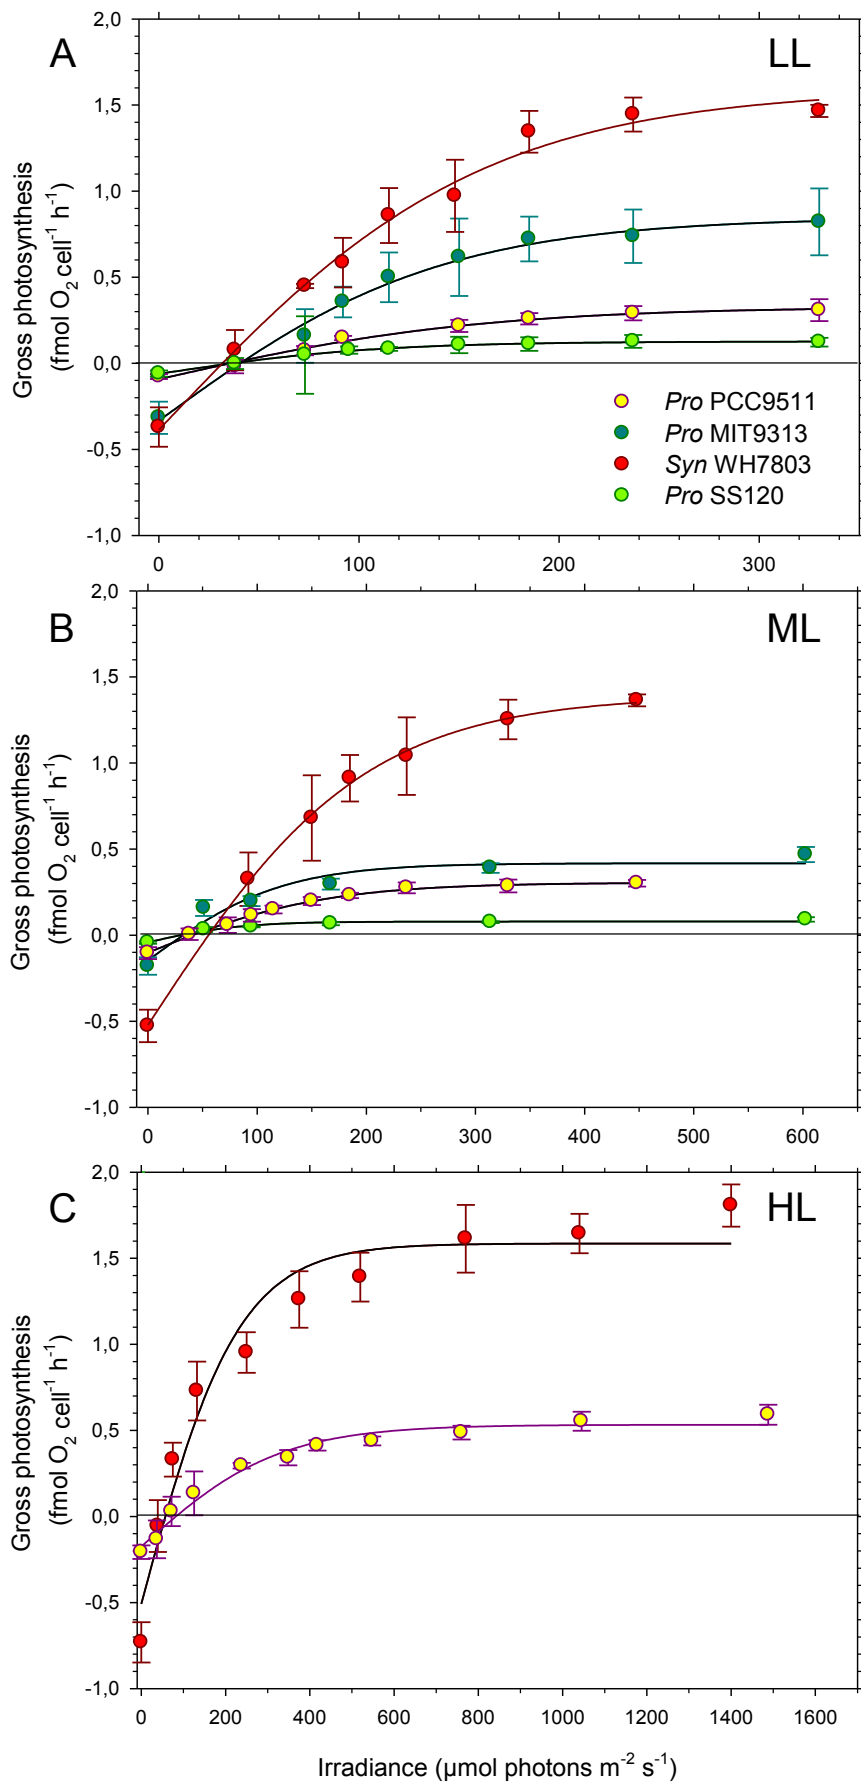 A
LL
2,0
1,5
1,0
0,5
0,0
-0,5
-1,0
Gross photosynthesis
(fmol O₂ cell⁻¹ h⁻¹)
Pro PCC9511
Pro MIT9313
Syn WH7803
Pro SS120
0 100 200 300
B
ML
2,0
1,5
1,0
0,5
0,0
-0,5
-1,0
Gross photosynthesis
(fmol O₂ cell⁻¹ h⁻¹)
0 100 200 300 400 500 600
C
HL
2,0
1,5
1,0
0,5
0,0
-0,5
-1,0
Gross photosynthesis
(fmol O₂ cell⁻¹ h⁻¹)
0 200 400 600 800 1000 1200 1400 1600
Irradiance (µmol photons m⁻² s⁻¹)